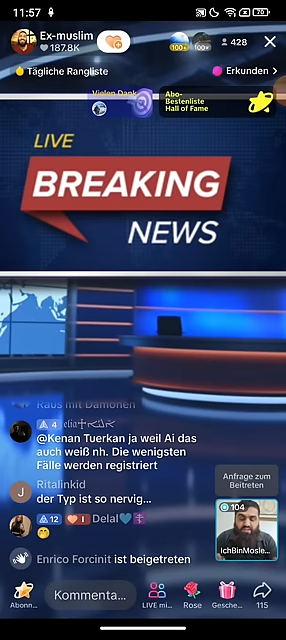 11:57
70
Ex-muslim
187.8K
100+
100+
428
Tägliche Rangliste
Erkunden >
Vielen Dank
Abo-
Bestenliste
Hall of Fame
LIVE
BREAKING
NEWS
Raus mit Dämonen
4
@Kenan Tuerkan ja weil Ai das
auch weiß nh. Die wenigsten
Fälle werden registriert
Ritalinkid
J
der Typ ist so nervig...
12
I
Delal
Enrico Forcinit ist beigetreten
Anfrage zum
Beitreten
104
IchBinMosle...
Kommenta...
Abonn...
LIVE mi...
Rose
Gesche...
115